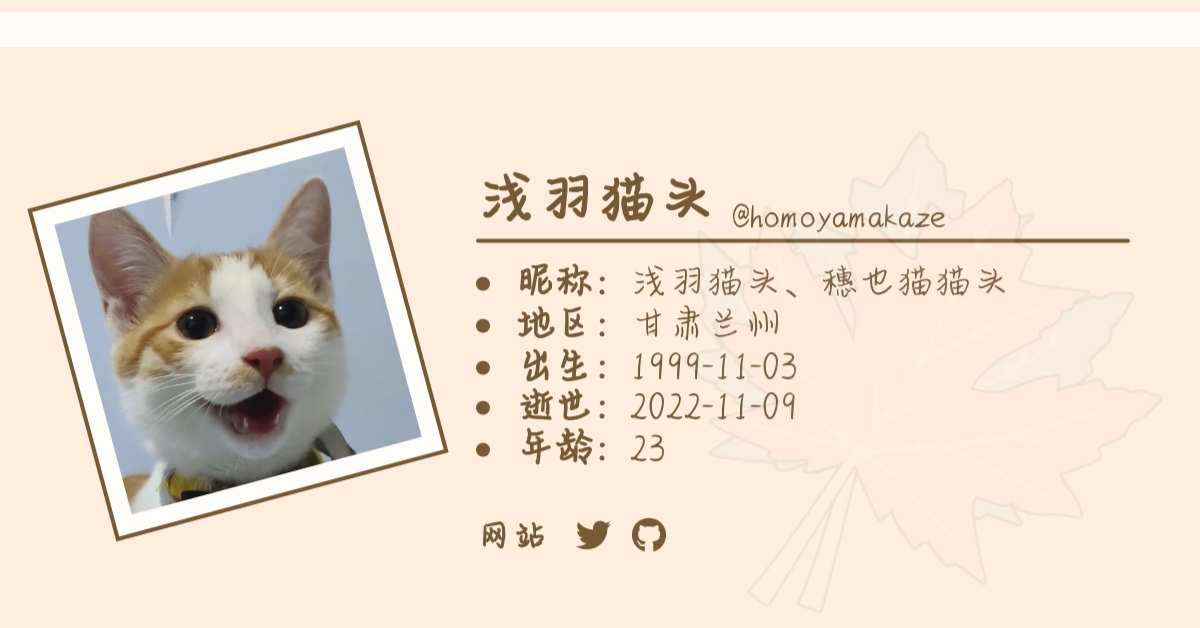 浅羽猫头 @homoyamakaze
昵称：浅羽猫头、穗也猫猫头
地区：甘肃兰州
出生：1999-11-03
逝世：2022-11-09
年龄：23
网站